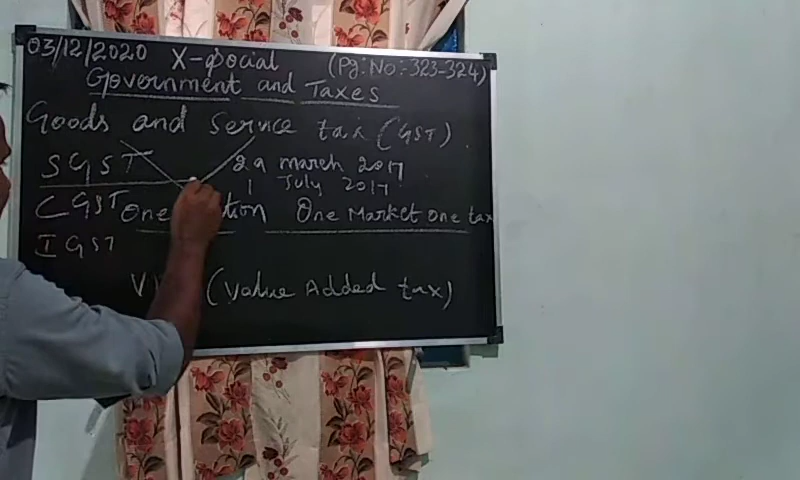 03/12/2020 X-social (Pg:No:-323-324)
Government and Taxes
Goods and Service tax (GST)
SGST 29 march 2017
1 July 2017
CGST One One Market one tax
IGST
(Value Added tax)